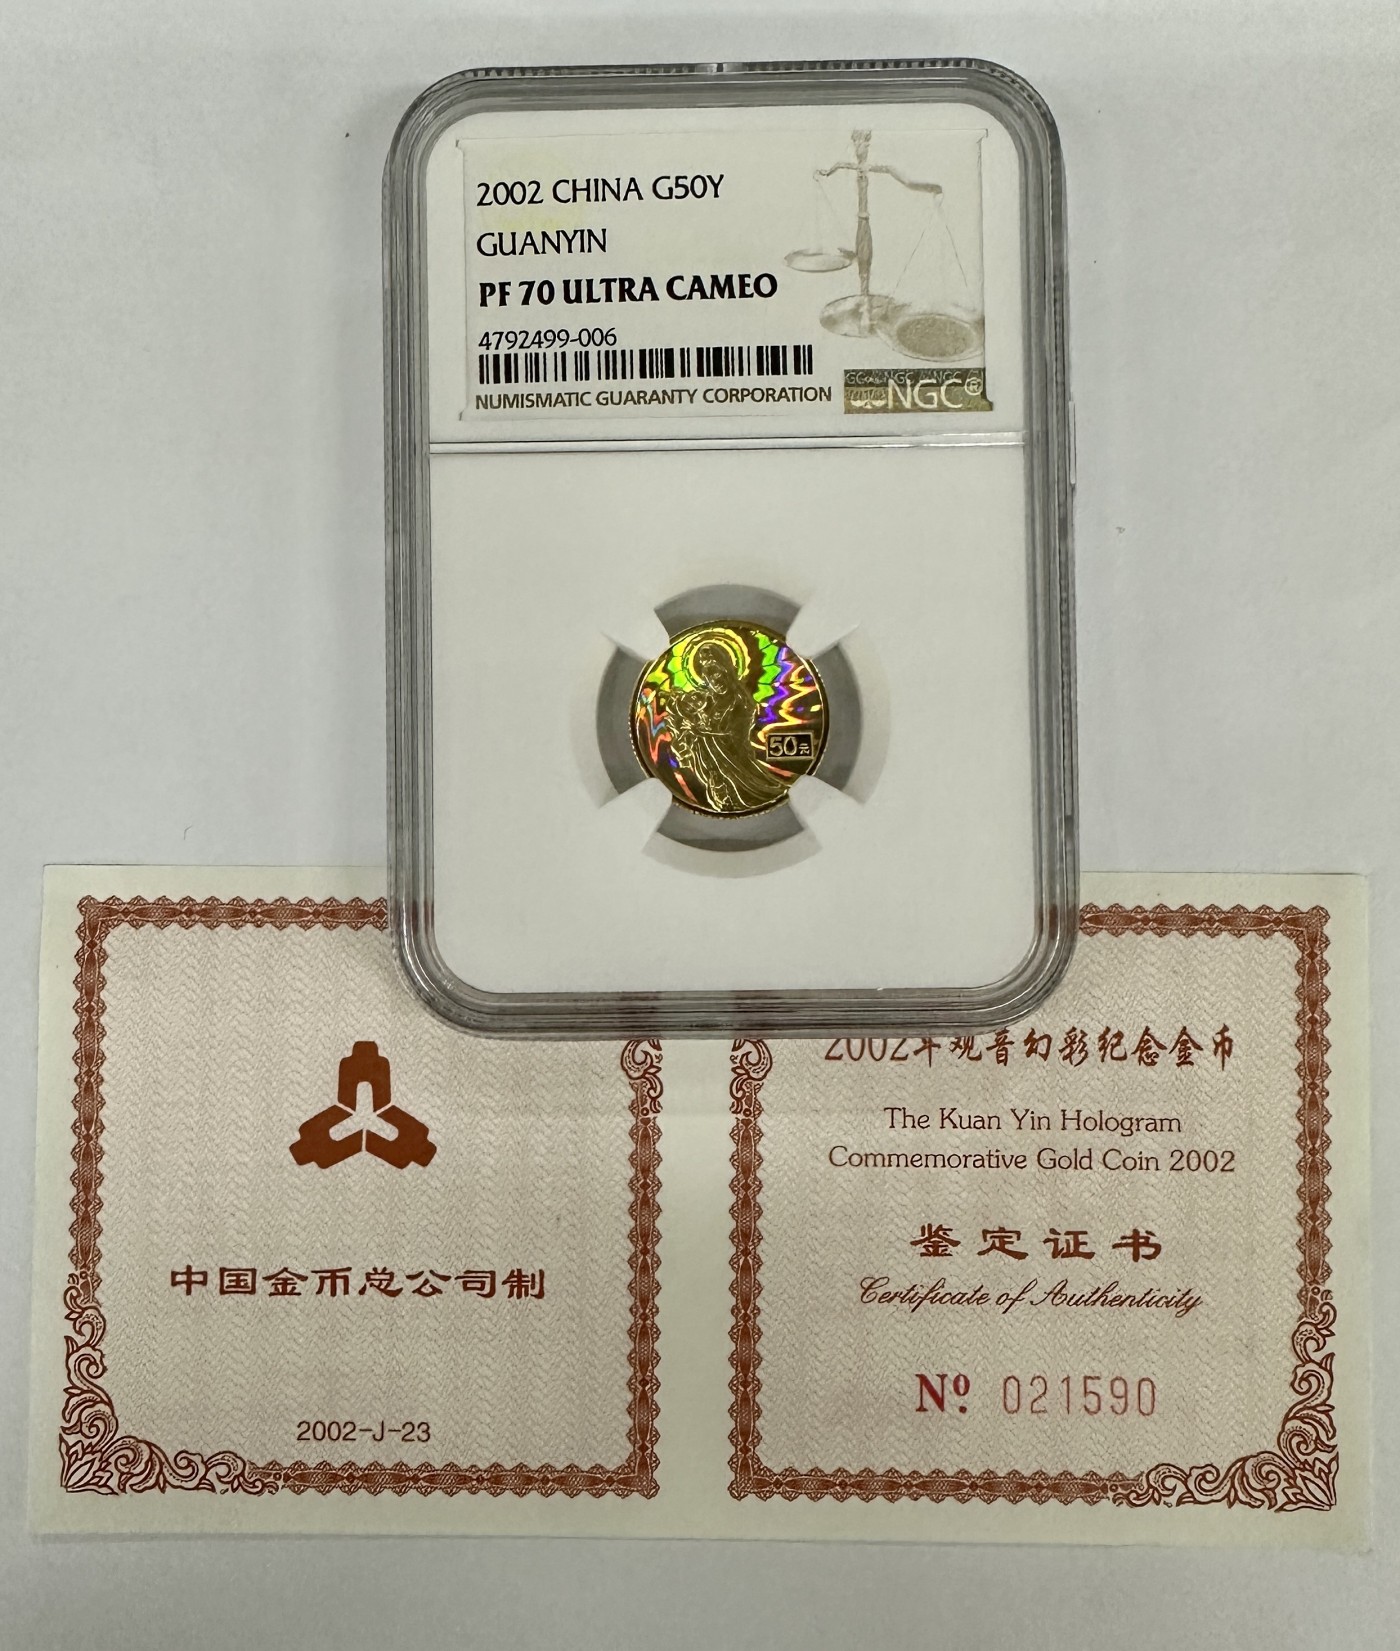 2002 CHINA G50Y
GUANYIN
PF 70 ULTRA CAMEO
4792499-006
NUMISMATIC GUARANTY CORPORATION
NGC®
50元
中国金币总公司制
2002-J-23
2002年观音幻彩纪念金币
The Kuan Yin Hologram
Commemorative Gold Coin 2002
鉴定证书
Certificate of Authenticity
Nº. 021590